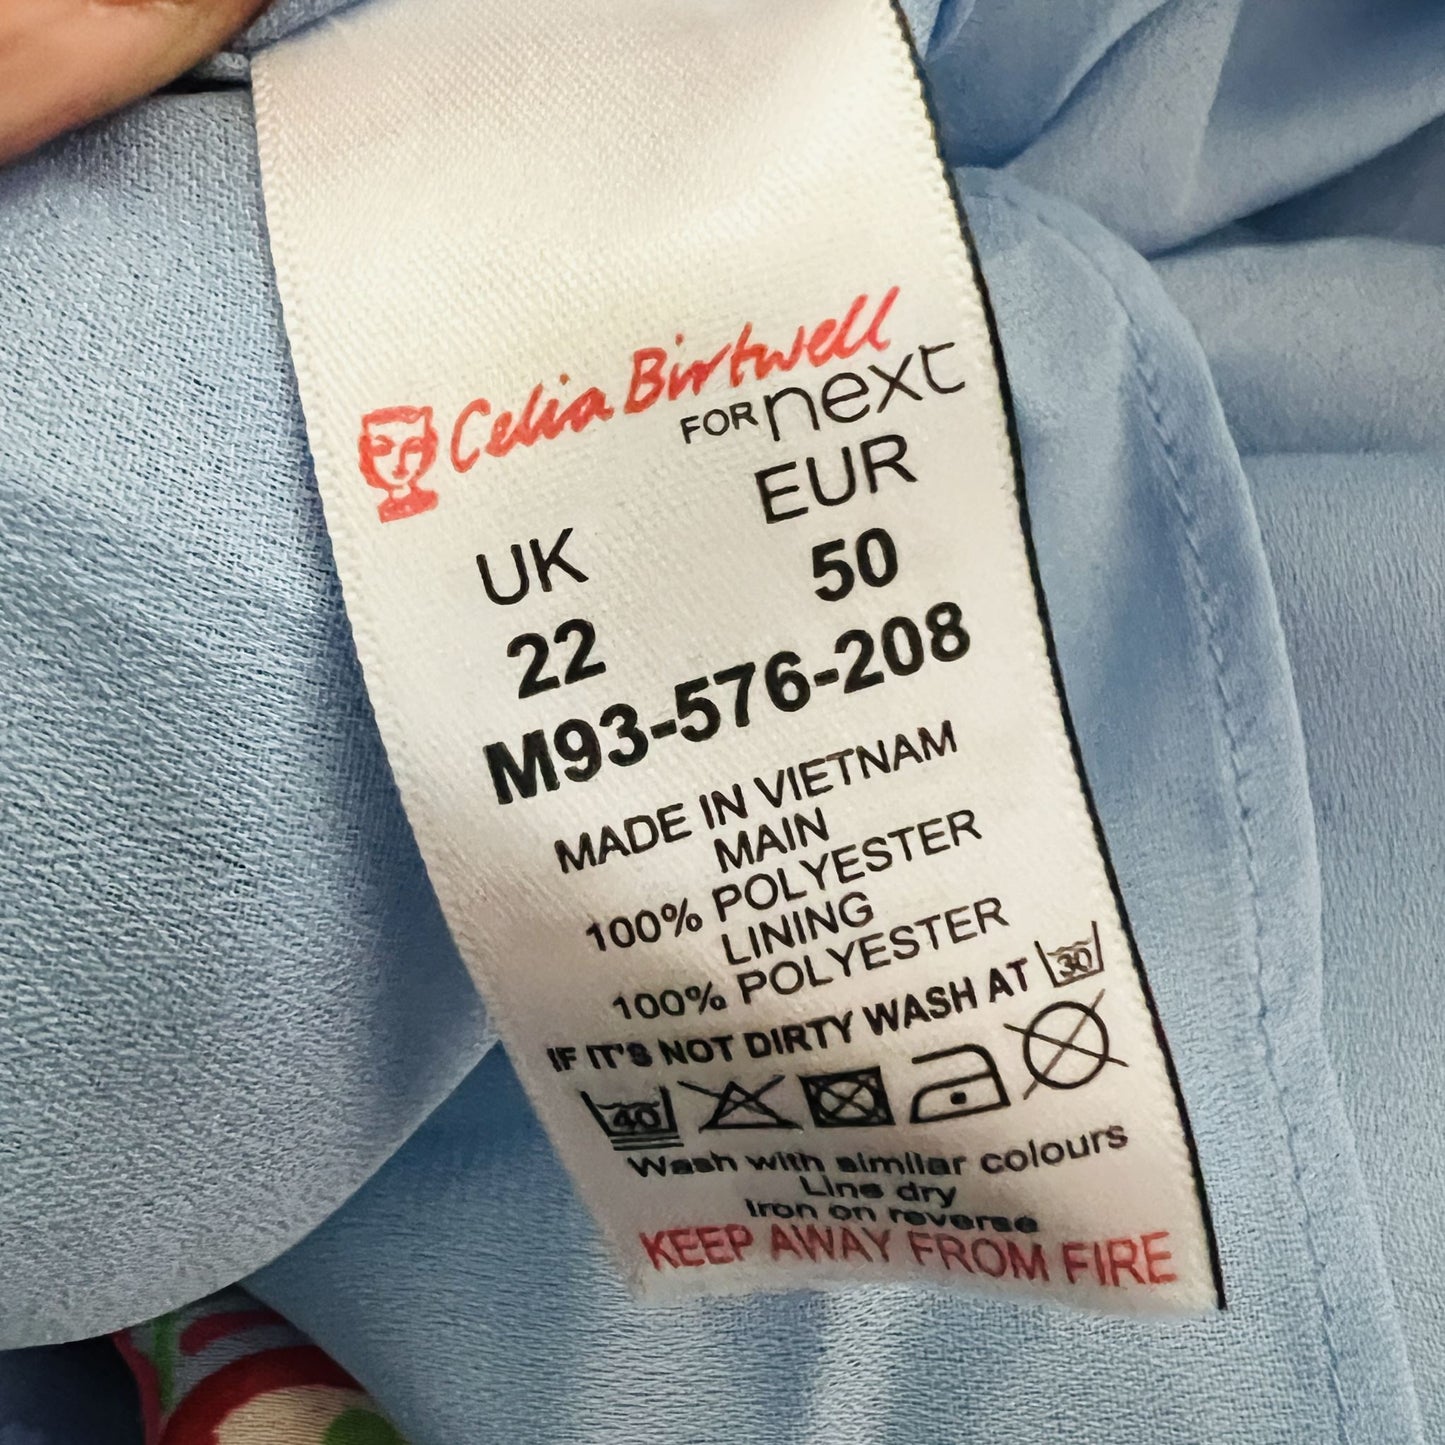 Celia Birtwell
FOR next
UK EUR
22 50
M93-576-208
MADE IN VIETNAM
MAIN
100% POLYESTER
LINING
100% POLYESTER
IF IT'S NOT DIRTY WASH AT 30
40
Wash with similar colours
Line dry
Iron on reverse
KEEP AWAY FROM FIRE